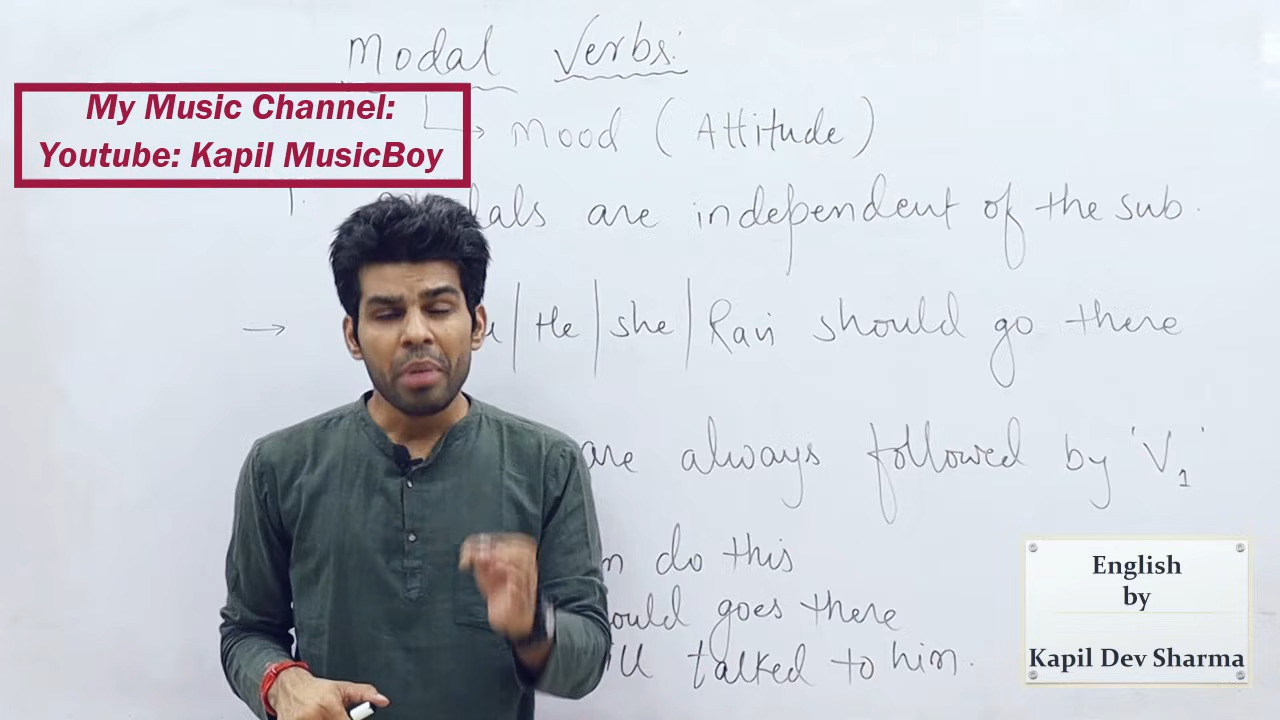 Modal Verbs:
My Music Channel:
Youtube: Kapil MusicBoy
Mood (Attitude)
1. are independent of the sub.
| He | she | Ravi should go there
are always followed by 'V1'
do this
goes there
talked to him.
English
by
Kapil Dev Sharma